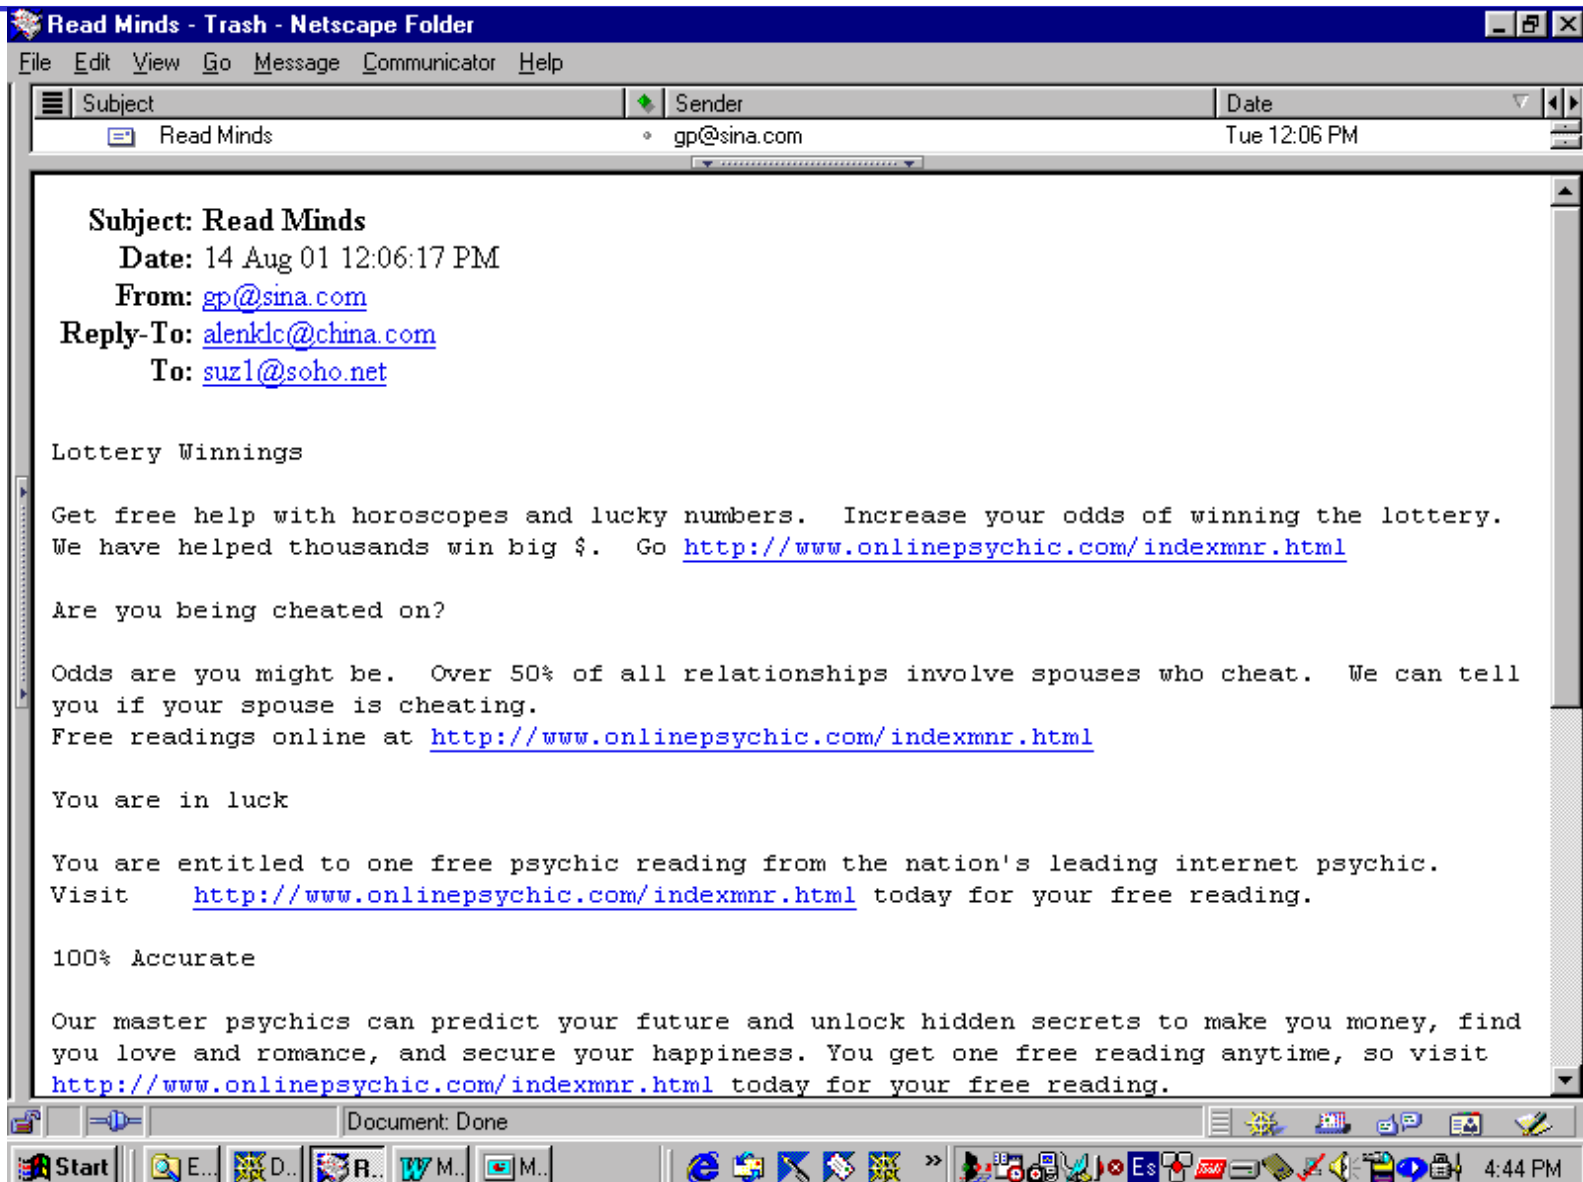 Read Minds - Trash - Netscape Folder
File Edit View Go Message Communicator Help
Subject Sender Date
Read Minds gp@sina.com Tue 12:06 PM
Subject: Read Minds
Date: 14 Aug 01 12:06:17 PM
From: gp@sina.com
Reply-To: alenklc@china.com
To: suz1@soho.net
Lottery Winnings
Get free help with horoscopes and lucky numbers.  Increase your odds of winning the lottery.
We have helped thousands win big $.  Go http://www.onlinepsychic.com/indexmnr.html
Are you being cheated on?
Odds are you might be.  Over 50% of all relationships involve spouses who cheat.  We can tell
you if your spouse is cheating.
Free readings online at http://www.onlinepsychic.com/indexmnr.html
You are in luck
You are entitled to one free psychic reading from the nation's leading internet psychic.
Visit    http://www.onlinepsychic.com/indexmnr.html today for your free reading.
100% Accurate
Our master psychics can predict your future and unlock hidden secrets to make you money, find
you love and romance, and secure your happiness. You get one free reading anytime, so visit
http://www.onlinepsychic.com/indexmnr.html today for your free reading.
Document: Done
Start E... D... R... M... M... » Es 4:44 PM